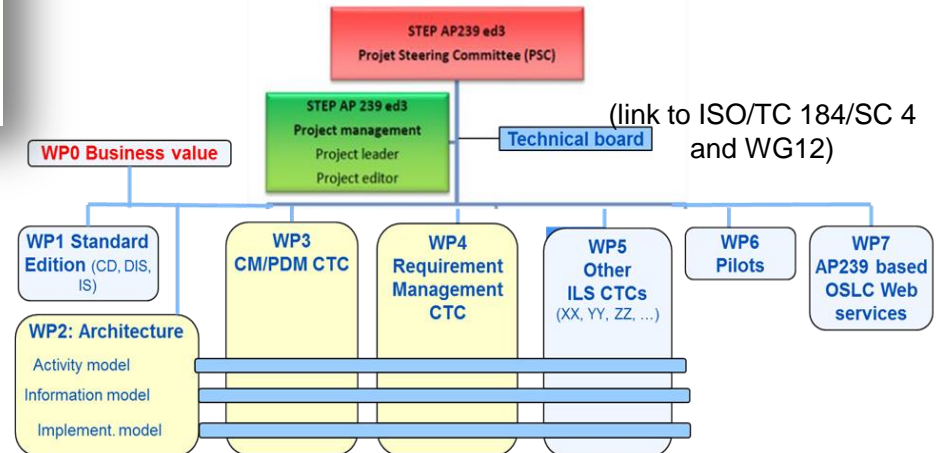 STEP AP239 ed3
Projet Steering Committee (PSC)
STEP AP 239 ed3
Project management
Project leader
Project editor
Technical board
(link to ISO/TC 184/SC 4
and WG12)
WP0 Business value
WP1 Standard
Edition (CD, DIS,
IS)
WP3
CM/PDM CTC
WP4
Requirement
Management
CTC
WP5
Other
ILS CTCs
(XX, YY, ZZ, ...)
WP6
Pilots
WP7
AP239 based
OSLC Web
services
WP2: Architecture
Activity model
Information model
Implement. model